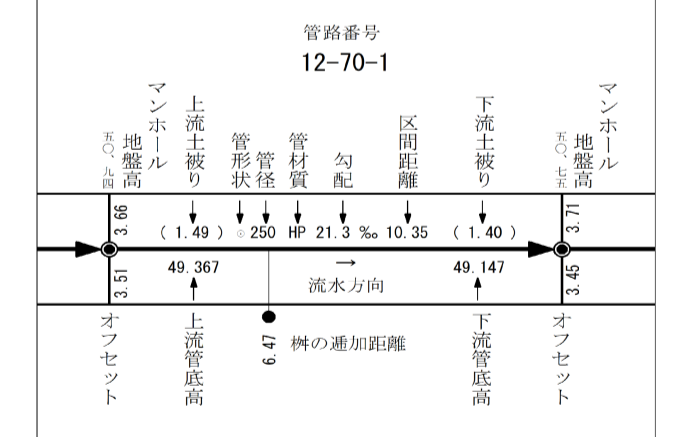 管路番号
12-70-1
マンホール
地盤高
五〇、九四
上流土被り
管形状
管径
管材質
勾配
区間距離
下流土被り
マンホール
地盤高
五〇、七五
3.66
( 1.49 ) ○ 250 HP 21.3 ‰ 10.35 ( 1.40 )
3.71
3.51
49.367
→
流水方向
49.147
3.45
オフセット
上流管底高
6.47
桝の逓加距離
下流管底高
オフセット